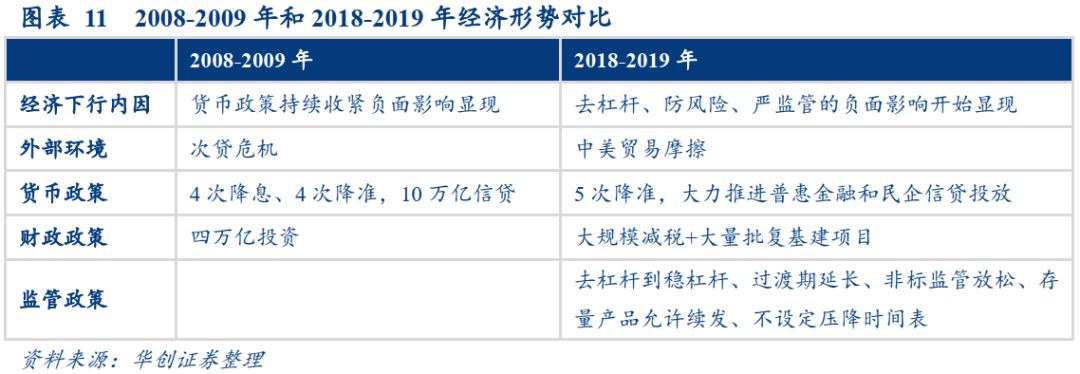 图表 11 2008-2009 年和 2018-2019 年经济形势对比
2008-2009 年 2018-2019 年
经济下行内因 货币政策持续收紧负面影响显现 去杠杆、防风险、严监管的负面影响开始显现
外部环境 次贷危机 中美贸易摩擦
货币政策 4 次降息、4 次降准，10 万亿信贷 5 次降准，大力推进普惠金融和民企信贷投放
财政政策 四万亿投资 大规模减税+大量批复基建项目
监管政策 去杠杆到稳杠杆、过渡期延长、非标监管放松、存
量产品允许续发、不设定压降时间表
资料来源：华创证券整理